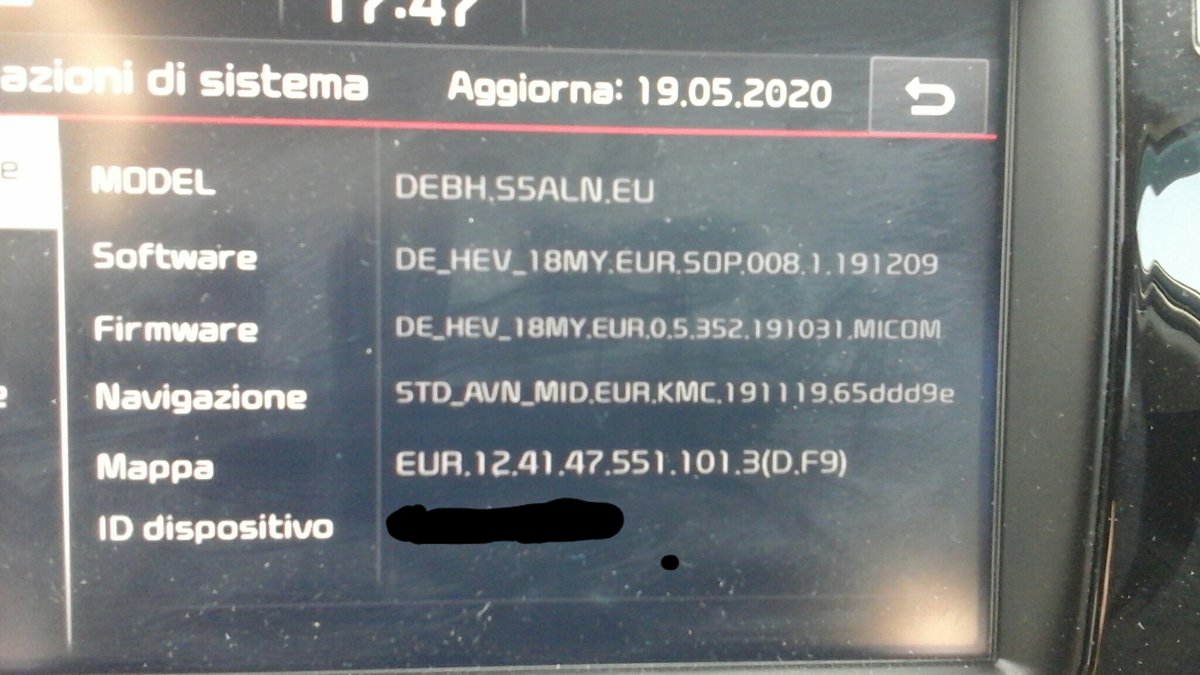 17:47
azioni di sistema Aggiorna: 19.05.2020
e
MODEL DEBH.S5ALN.EU
Software DE_HEV_18MY.EUR.SOP.008.1.191209
Firmware DE_HEV_18MY.EUR.0.5.352.191031.MICOM
e
Navigazione STD_AVN_MID.EUR.KMC.191119.65ddd9e
Mappa EUR.12.41.47.551.101.3(D.F9)
ID dispositivo